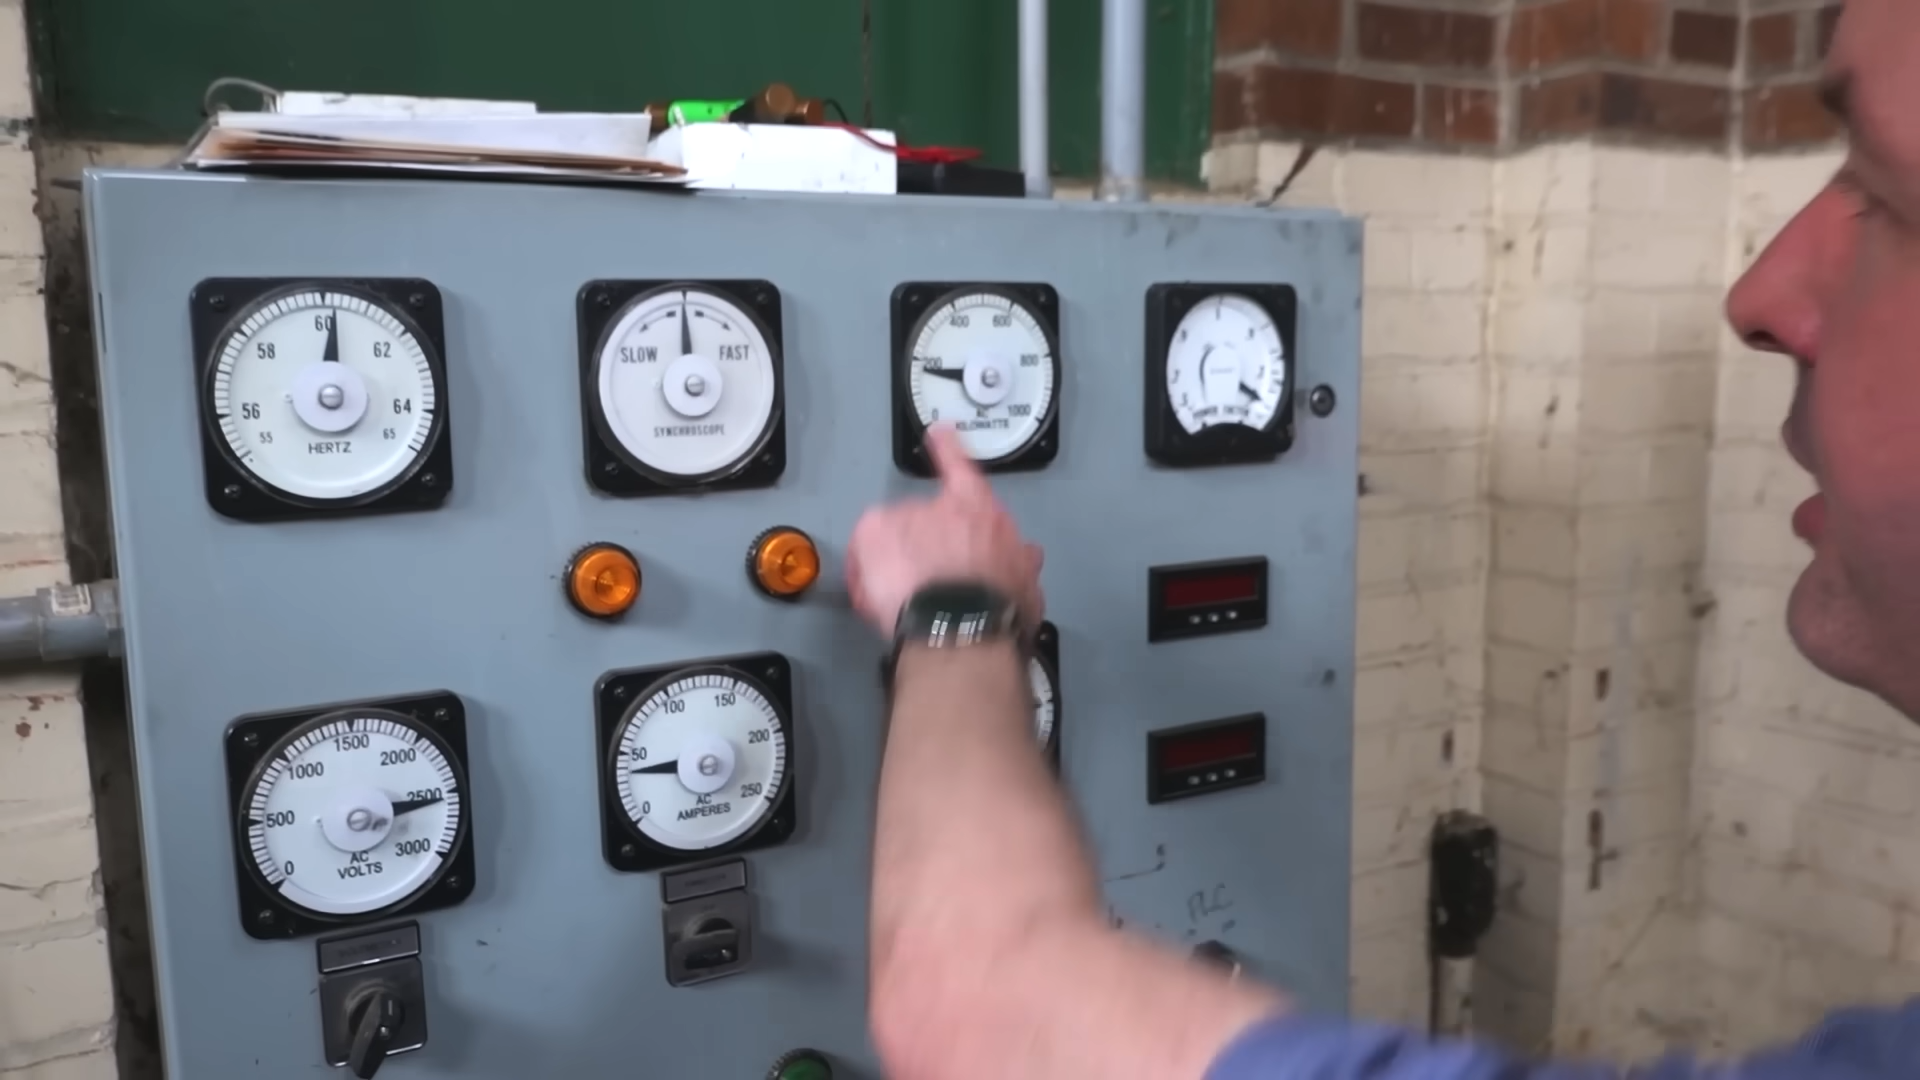 60
58
62
56
64
55
65
HERTZ
SLOW
FAST
SYNCHROSCOPE
400
600
200
800
0
AC
1000
KILOWATTS
POWER FACTOR
1500
1000
2000
500
2500
0
3000
AC
VOLTS
100
150
50
200
0
250
AC
AMPERES
PLC